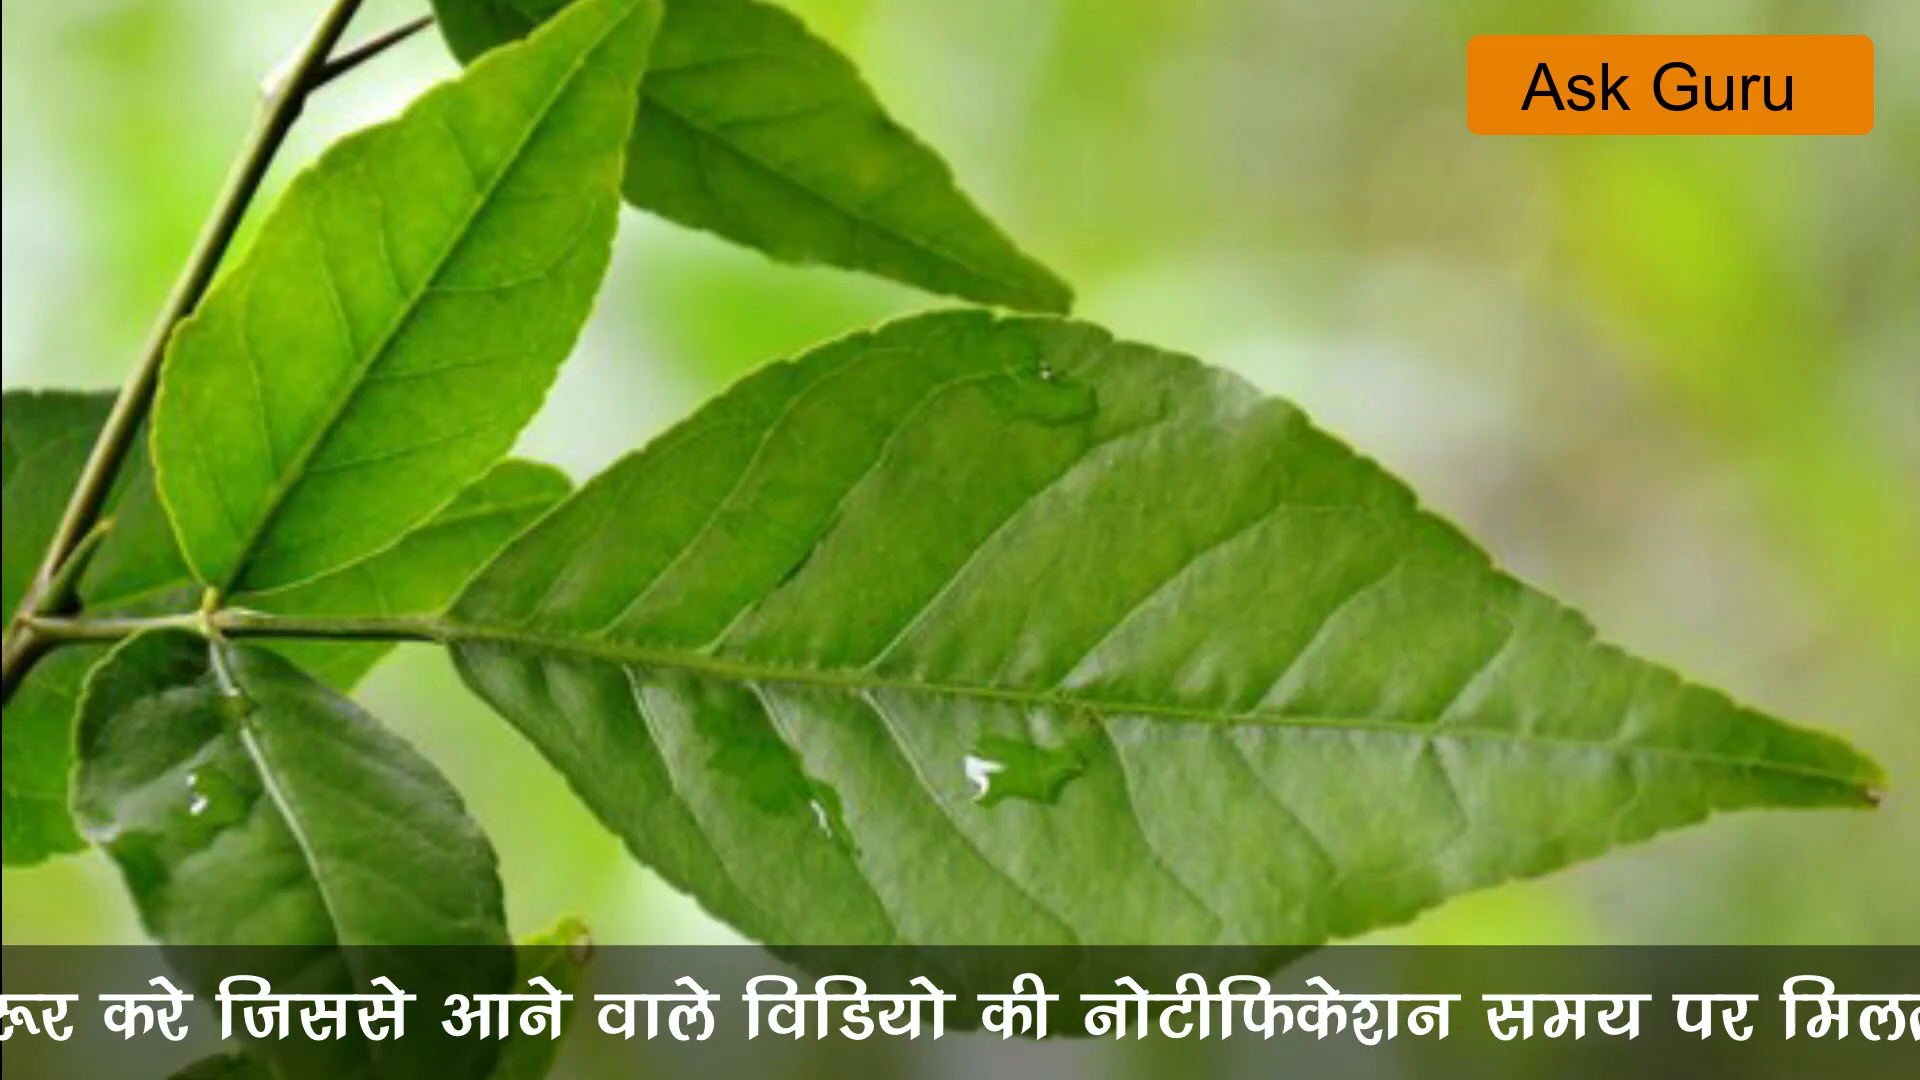 Ask Guru
करे जिससे आने वाले विडियो की नोटीफिकेशन समय पर